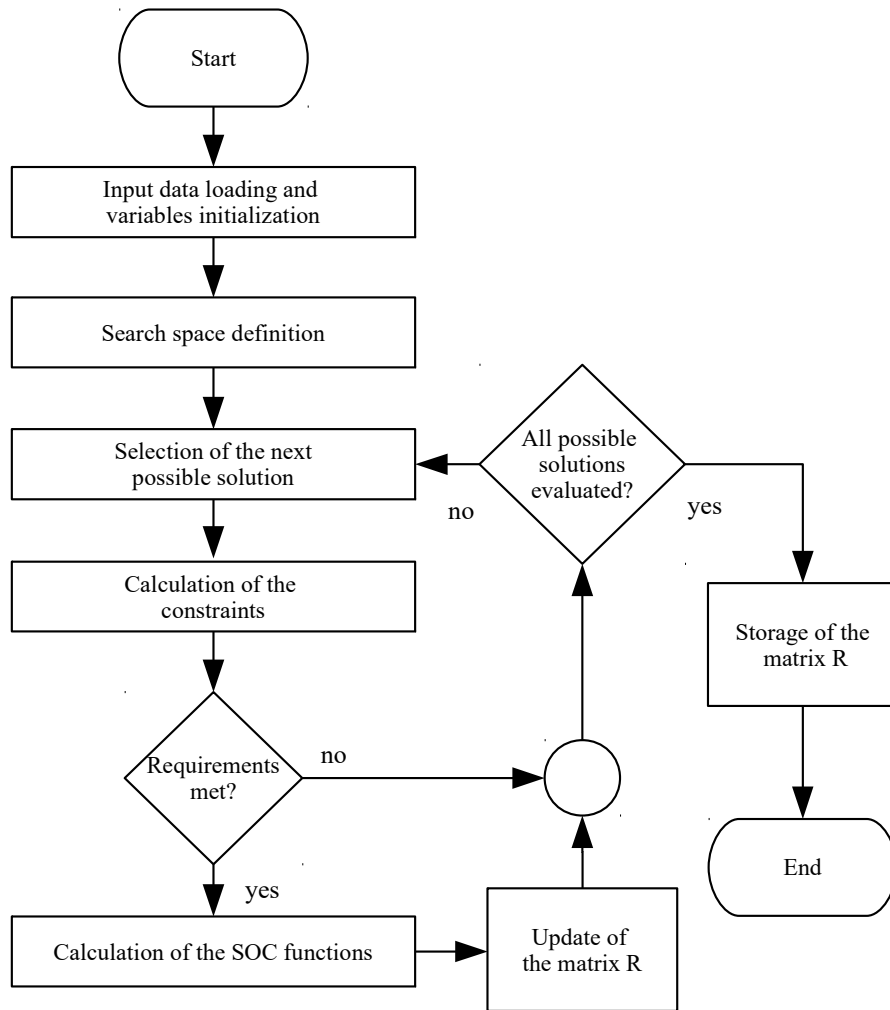 Start
Input data loading and
variables initialization
Search space definition
Selection of the next
possible solution
All possible
solutions
evaluated?
no
yes
Calculation of the
constraints
Storage of the
matrix R
Requirements
met?
no
yes
End
Calculation of the SOC functions
Update of
the matrix R